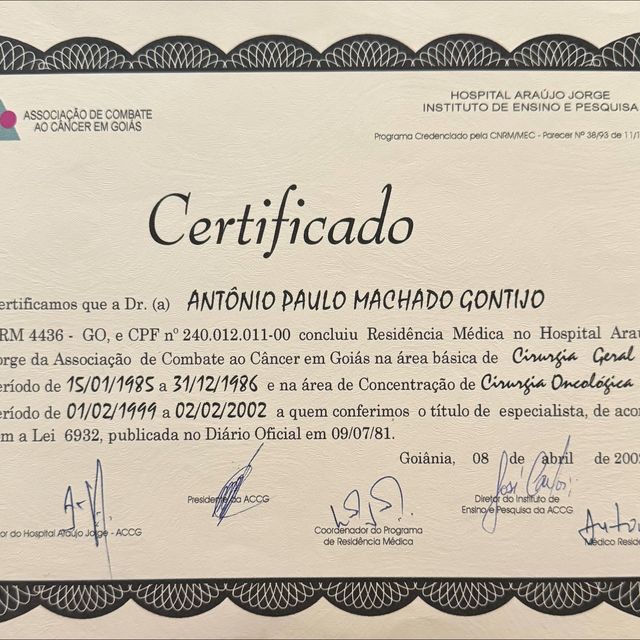 ASSOCIAÇÃO DE COMBATE
AO CÂNCER EM GOIÁS
HOSPITAL ARAÚJO JORGE
INSTITUTO DE ENSINO E PESQUISA
Programa Credenciado pela CNRM/MEC - Parecer Nº 38/93 de 11/1
Certificado
ertificamos que a Dr. (a) ANTÔNIO PAULO MACHADO GONTIJO
RM 4436 - GO, e CPF nº 240.012.011-00 concluiu Residência Médica no Hospital Araú
orge da Associação de Combate ao Câncer em Goiás na área básica de Cirurgia Geral
eríodo de 15/01/1985 a 31/12/1986 e na área de Concentração de Cirurgia Oncológica
eríodo de 01/02/1999 a 02/02/2002 a quem conferimos o título de especialista, de acor
m a Lei 6932, publicada no Diário Oficial em 09/07/81.
Goiânia, 08 de abril de 2002
or do Hospital Araújo Jorge - ACCG
Presidente da ACCG
Coordenador do Programa
de Residência Médica
José Carlos
Diretor do Instituto de
Ensino e Pesquisa da ACCG
Médico Reside